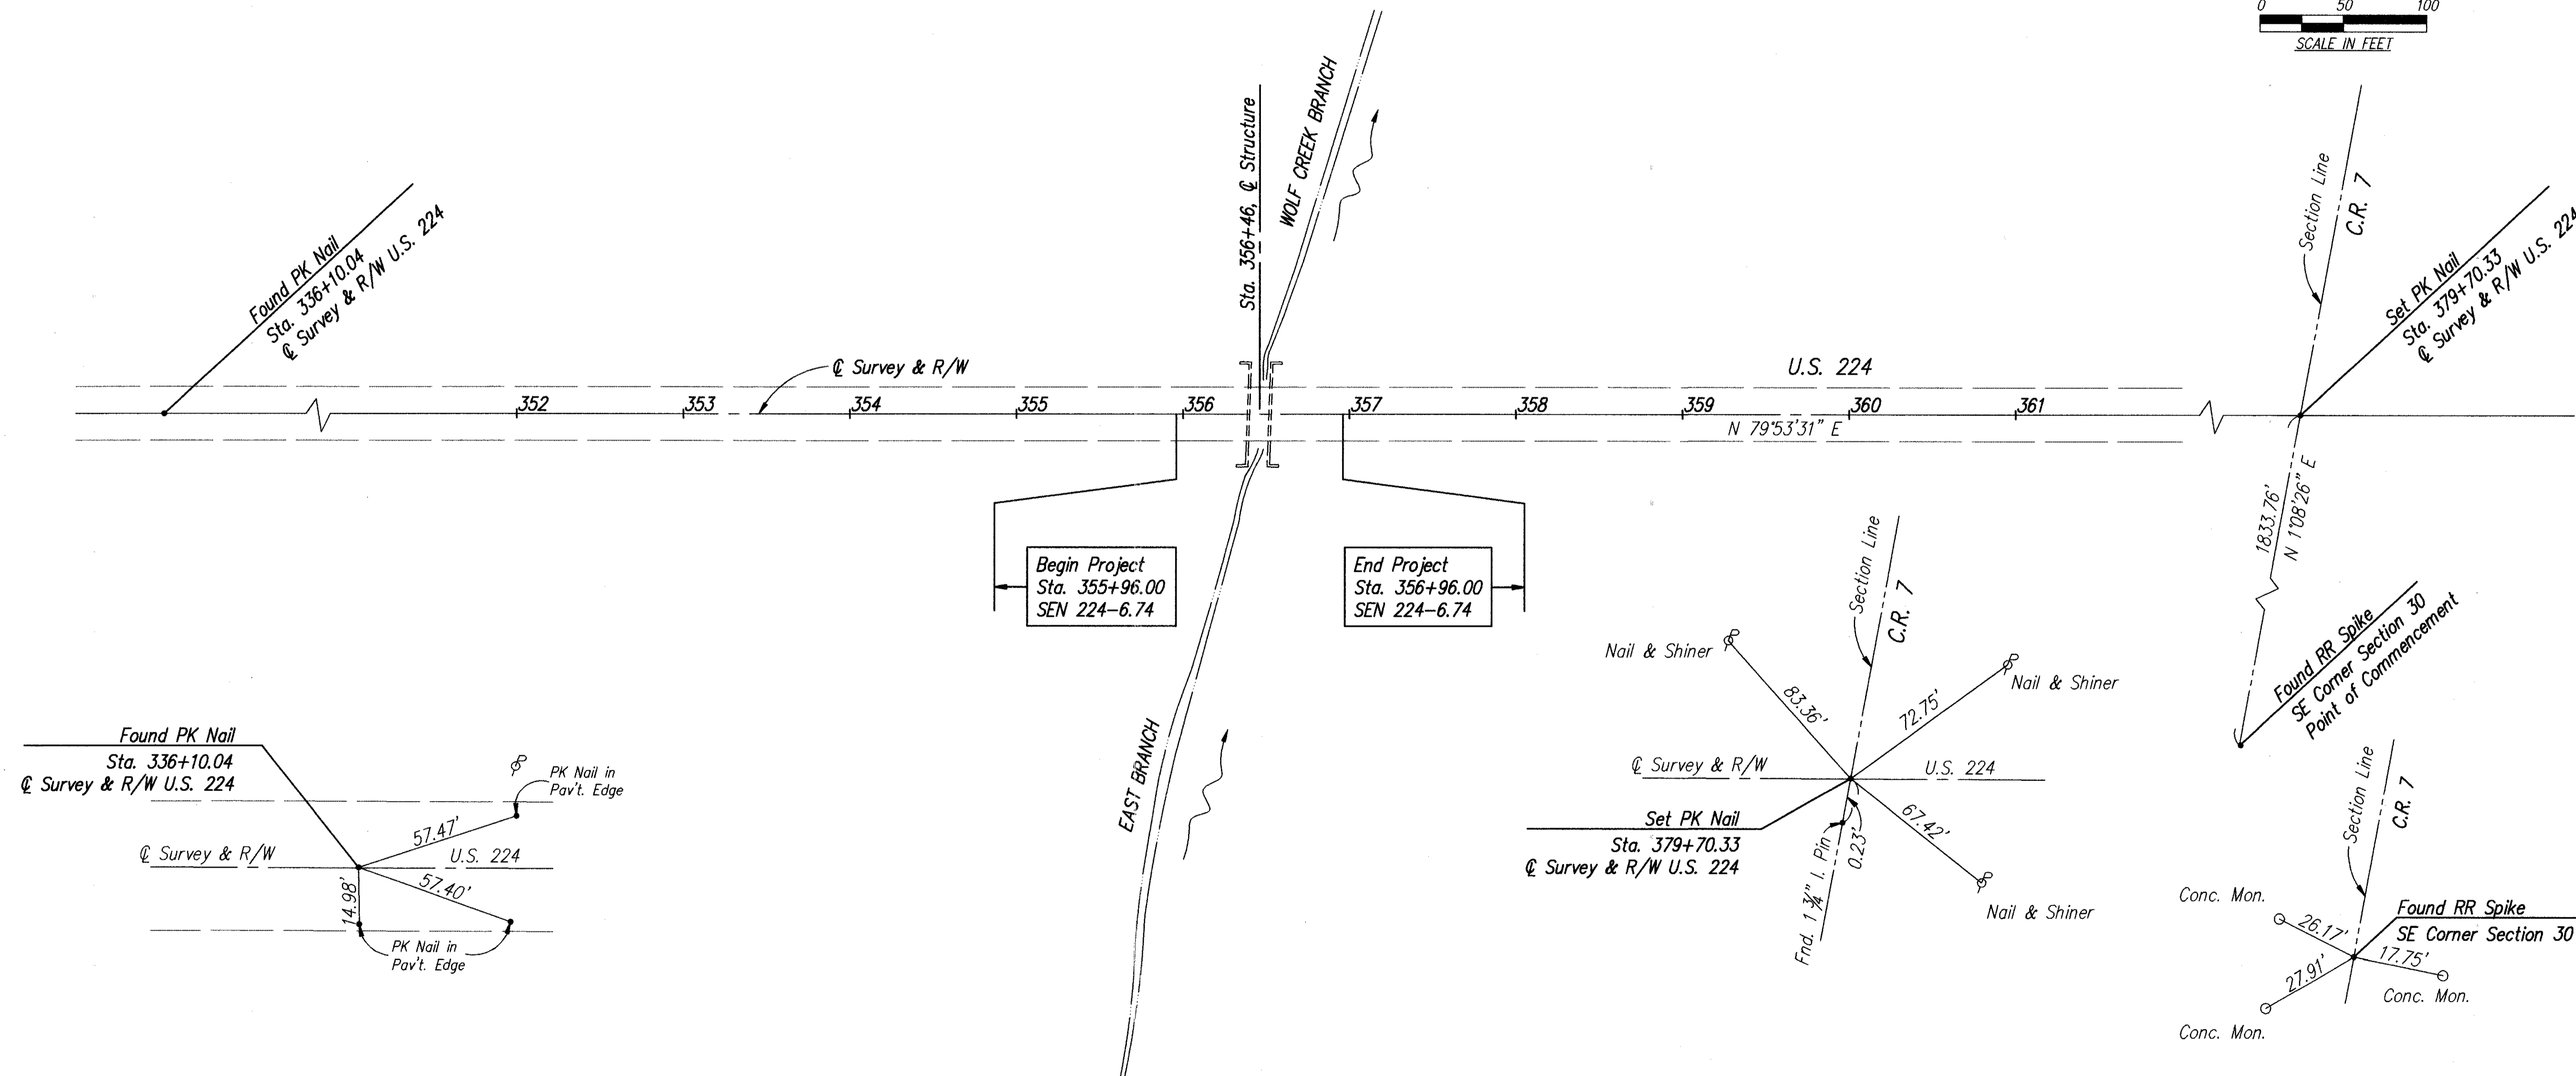 0 50 100
SCALE IN FEET
Found PK Nail
Sta. 336+10.04
℄ Survey & R/W U.S. 224
Sta. 356+46, ℄ Structure
WOLF CREEK BRANCH
Section Line
C.R. 7
Set PK Nail
Sta. 379+70.33
℄ Survey & R/W U.S. 224
℄ Survey & R/W
U.S. 224
352 353 354 355 356 357 358 359 360 361
N 79°53'31" E
1833.76'
N 1°08'26" E
Begin Project
Sta. 355+96.00
SEN 224-6.74
End Project
Sta. 356+96.00
SEN 224-6.74
Found RR Spike
SE Corner Section 30
Point of Commencement
EAST BRANCH
Found PK Nail
Sta. 336+10.04
℄ Survey & R/W U.S. 224
PK Nail in
Pav't. Edge
57.47'
℄ Survey & R/W
U.S. 224
57.40'
14.98'
PK Nail in
Pav't. Edge
Section Line
C.R. 7
Nail & Shiner
Nail & Shiner
83.36'
72.75'
℄ Survey & R/W
U.S. 224
Set PK Nail
Sta. 379+70.33
℄ Survey & R/W U.S. 224
67.42'
0.23'
Fnd. 1 3/4" I. Pin
Nail & Shiner
Section Line
C.R. 7
Conc. Mon.
26.17'
Found RR Spike
SE Corner Section 30
17.75'
27.91'
Conc. Mon.
Conc. Mon.